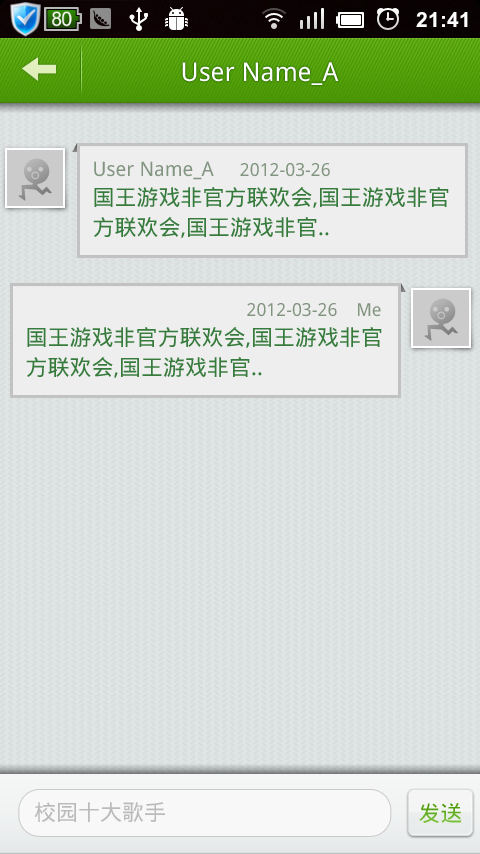 80 21:41
User Name_A
User Name_A 2012-03-26
国王游戏非官方联欢会,国王游戏非官
方联欢会,国王游戏非官..
2012-03-26 Me
国王游戏非官方联欢会,国王游戏非官
方联欢会,国王游戏非官..
校园十大歌手 发送